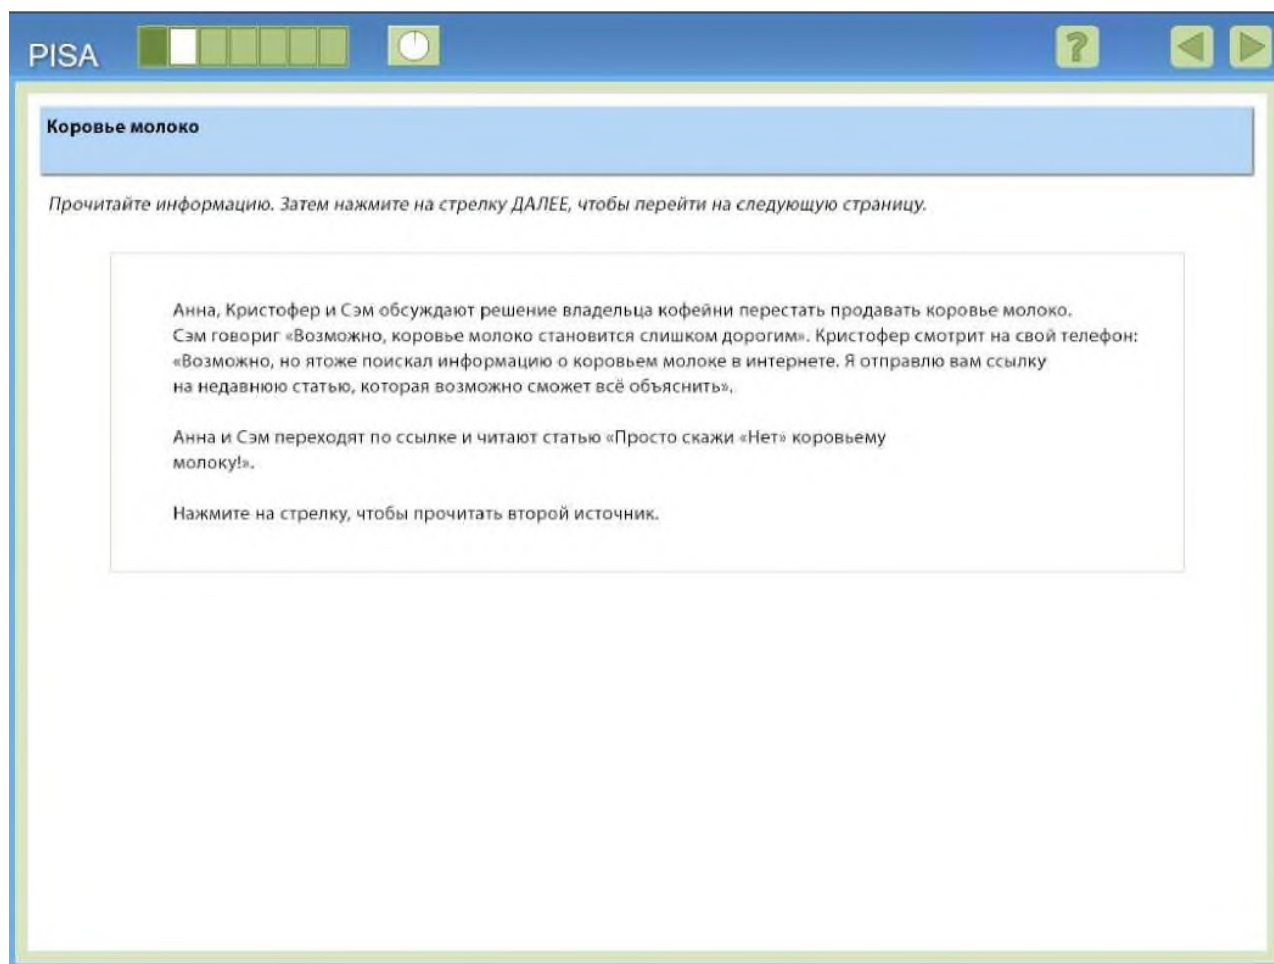 PISA
?
Коровье молоко
Прочитайте информацию. Затем нажмите на стрелку ДАЛЕЕ, чтобы перейти на следующую страницу.
Анна, Кристофер и Сэм обсуждают решение владельца кофейни перестать продавать коровье молоко.
Сэм говориг «Возможно, коровье молоко становится слишком дорогим». Кристофер смотрит на свой телефон:
«Возможно, но ятоже поискал информацию о коровьем молоке в интернете. Я отправлю вам ссылку
на недавнюю статью, которая возможно сможет всё объяснить».
Анна и Сэм переходят по ссылке и читают статью «Просто скажи «Нет» коровьему
молоку!».
Нажмите на стрелку, чтобы прочитать второй источник.